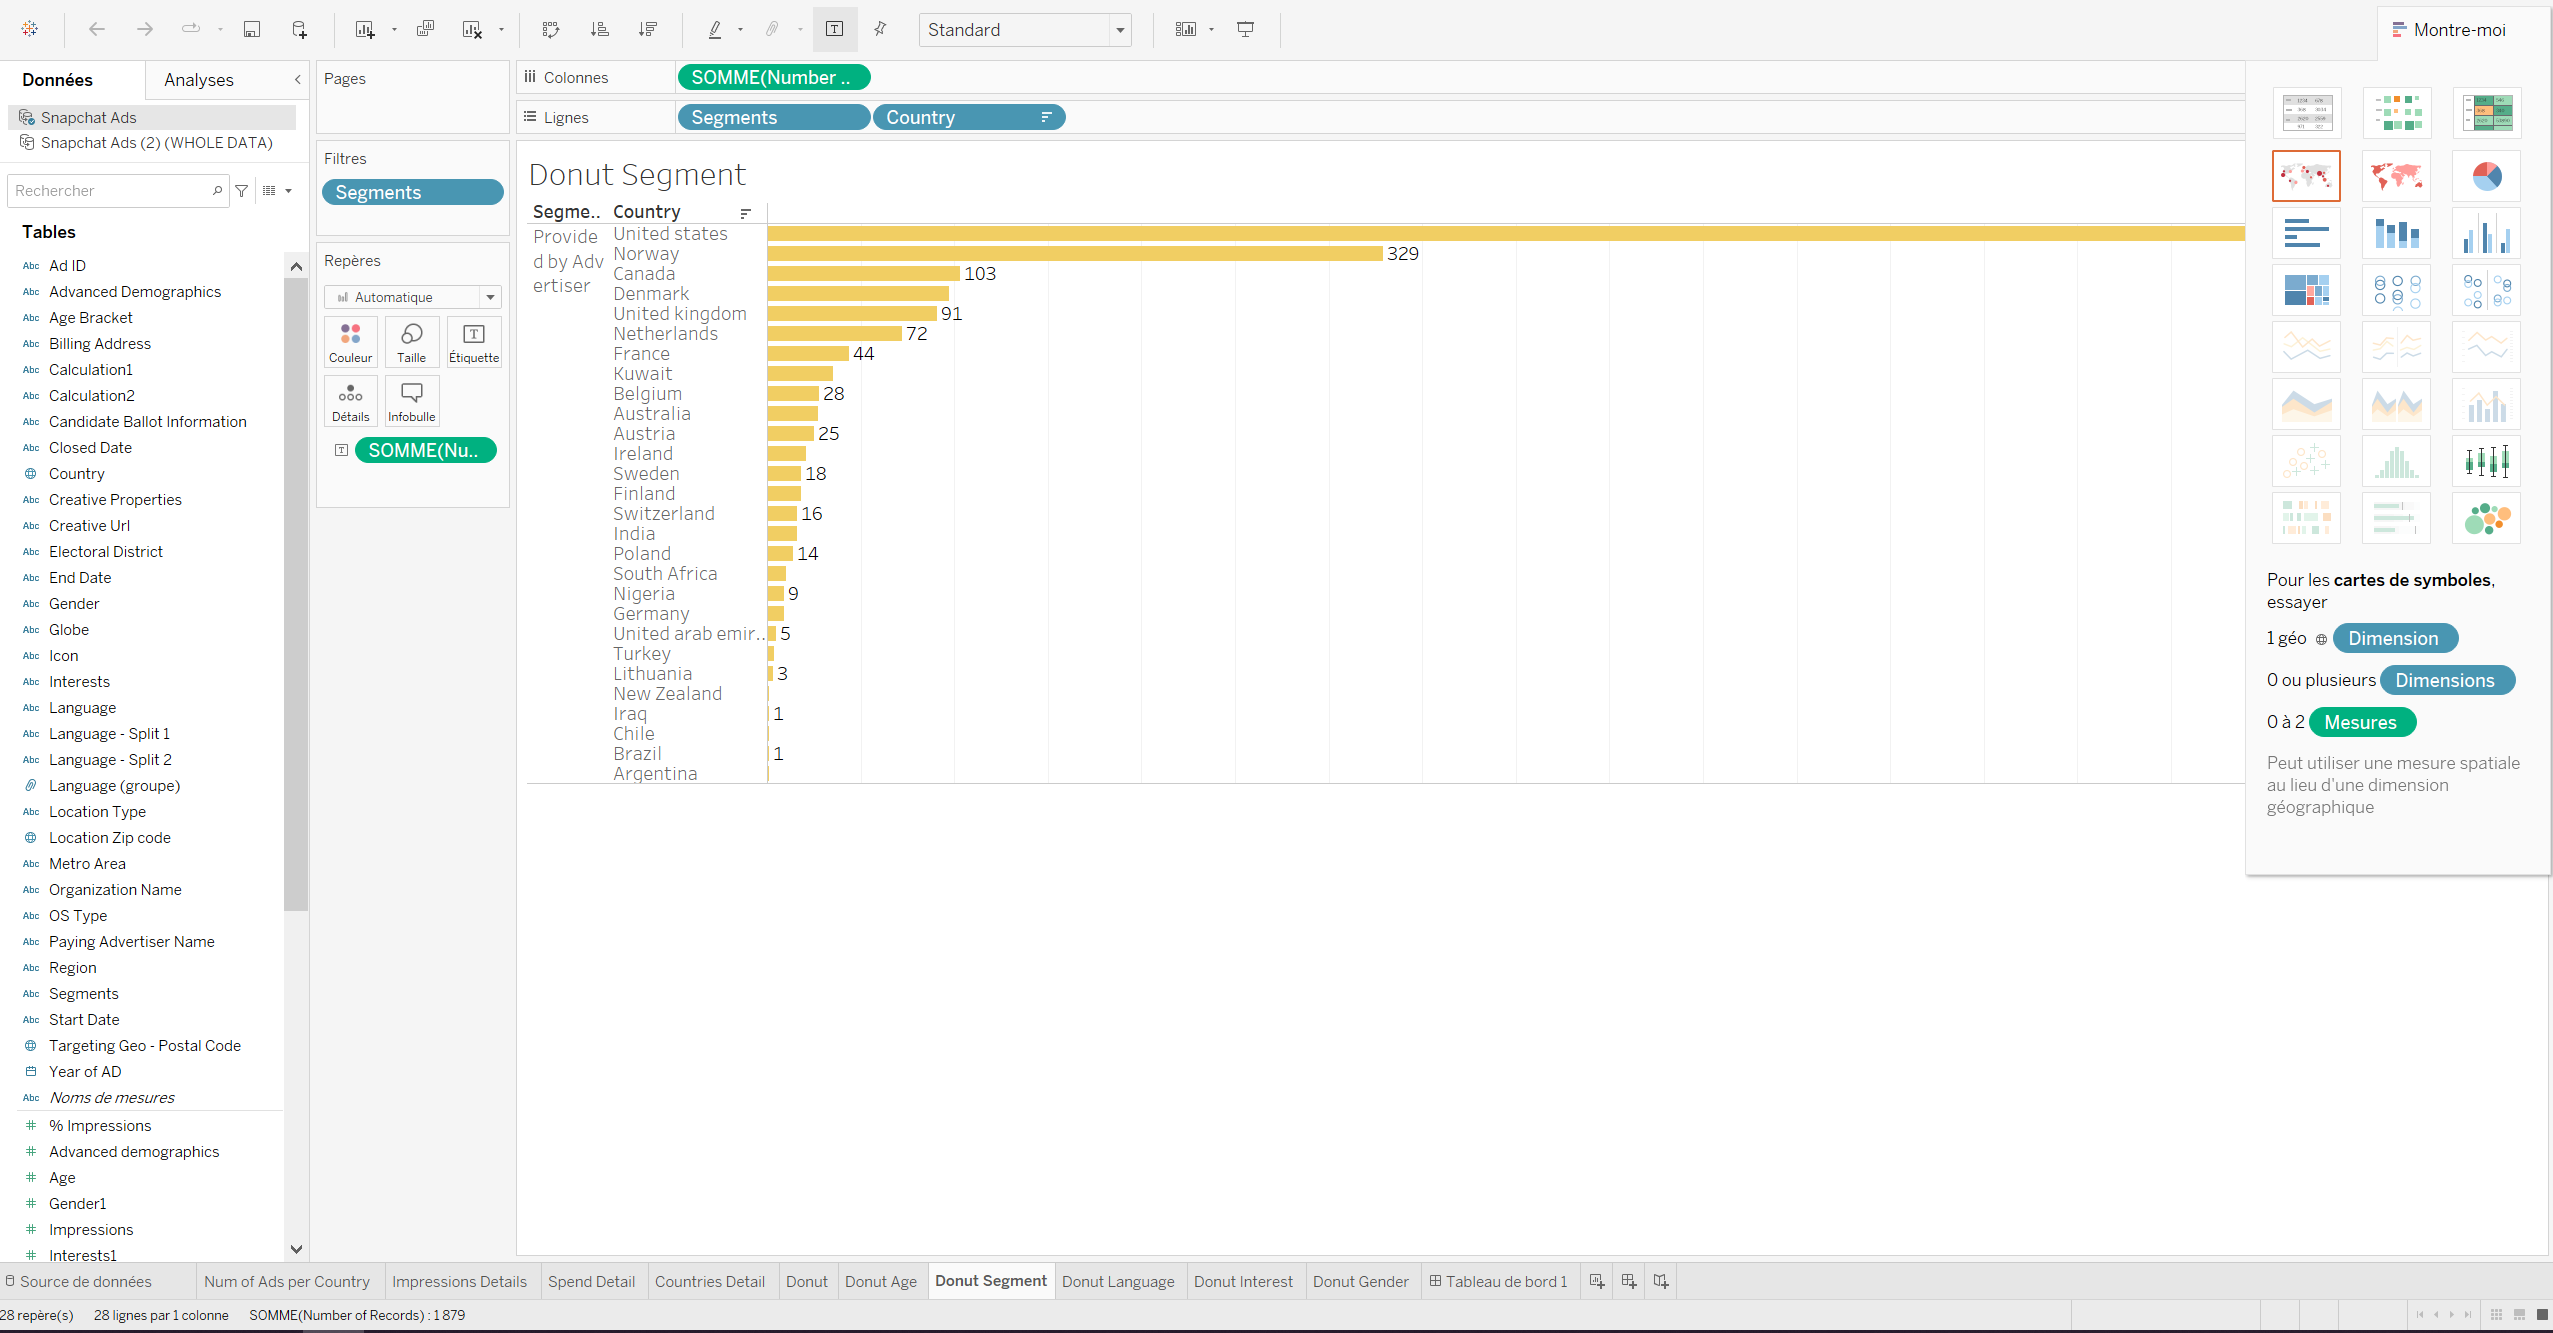 Standard
Montre-moi
Données
Analyses
Snapchat Ads
Snapchat Ads (2) (WHOLE DATA)
Rechercher
Tables
Abc Ad ID
Abc Advanced Demographics
Abc Age Bracket
Abc Billing Address
Abc Calculation1
Abc Calculation2
Abc Candidate Ballot Information
Abc Closed Date
Country
Abc Creative Properties
Abc Creative Url
Abc Electoral District
Abc End Date
Abc Gender
Abc Globe
Abc Icon
Abc Interests
Abc Language
Abc Language - Split 1
Abc Language - Split 2
Language (groupe)
Abc Location Type
Location Zip code
Abc Metro Area
Abc Organization Name
Abc OS Type
Abc Paying Advertiser Name
Abc Region
Abc Segments
Abc Start Date
Targeting Geo - Postal Code
Year of AD
Abc Noms de mesures
# % Impressions
# Advanced demographics
# Age
# Gender1
# Impressions
# Interests1
Pages
Filtres
Segments
Repères
Automatique
Couleur
Taille
Étiquette
Détails
Infobulle
SOMME(Nu..
Colonnes
SOMME(Number ..
Lignes
Segments
Country
Donut Segment
Segme.. Country
Provide
d by Adv
ertiser
United states
Norway 329
Canada 103
Denmark
United kingdom 91
Netherlands 72
France 44
Kuwait
Belgium 28
Australia
Austria 25
Ireland
Sweden 18
Finland
Switzerland 16
India
Poland 14
South Africa
Nigeria 9
Germany
United arab emir.. 5
Turkey
Lithuania 3
New Zealand
Iraq 1
Chile
Brazil 1
Argentina
Pour les cartes de symboles,
essayer
1 géo Dimension
0 ou plusieurs Dimensions
0 à 2 Mesures
Peut utiliser une mesure spatiale
au lieu d'une dimension
géographique
Source de données
Num of Ads per Country
Impressions Details
Spend Detail
Countries Detail
Donut
Donut Age
Donut Segment
Donut Language
Donut Interest
Donut Gender
Tableau de bord 1
28 repère(s)
28 lignes par 1 colonne
SOMME(Number of Records) : 1 879